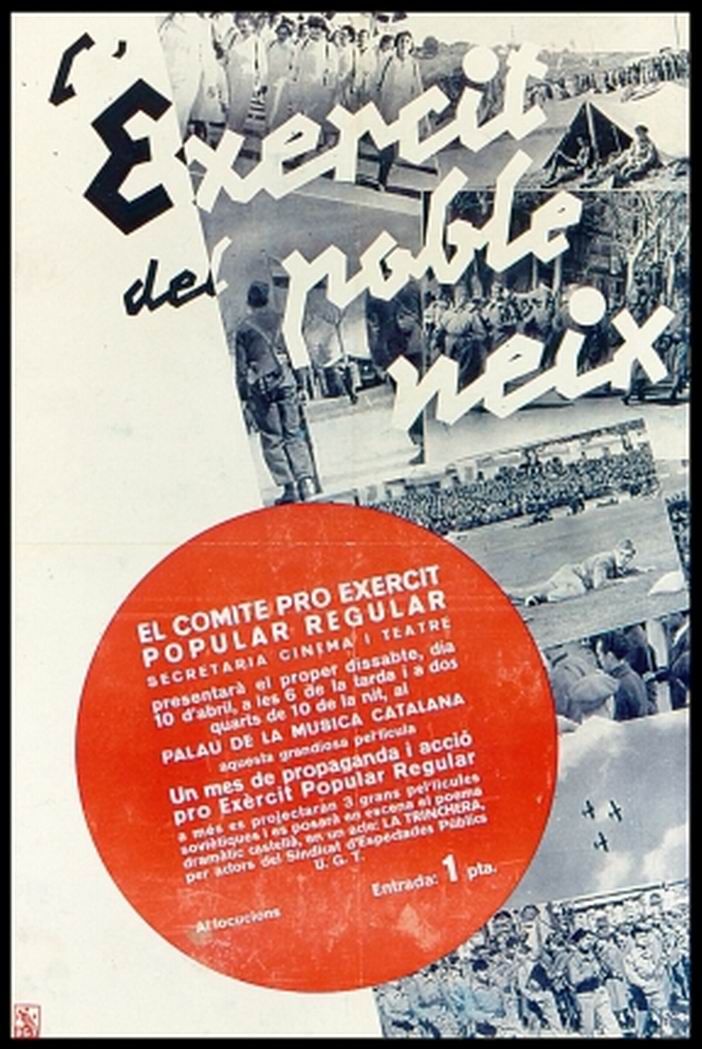 l'Exercit
del poble
neix
EL COMITE PRO EXERCIT
POPULAR REGULAR
SECRETARIA CINEMA I TEATRE
presentarà el proper dissabte, dia
10 d'abril, a les 6 de la tarda i a dos
quarts de 10 de la nit, al
PALAU DE LA MUSICA CATALANA
aquesta grandiosa pel·lícula
Un mes de propaganda i acció
pro Exèrcit Popular Regular
a més es projectaràn 3 grans pel·lícules
soviètiques i es posarà en escena el poema
dramàtic castellà, en un acte: LA TRINCHERA,
per actors del Sindicat d'Espectacles Públics
U. G. T.
Entrada: 1 pta.
Al·locucions